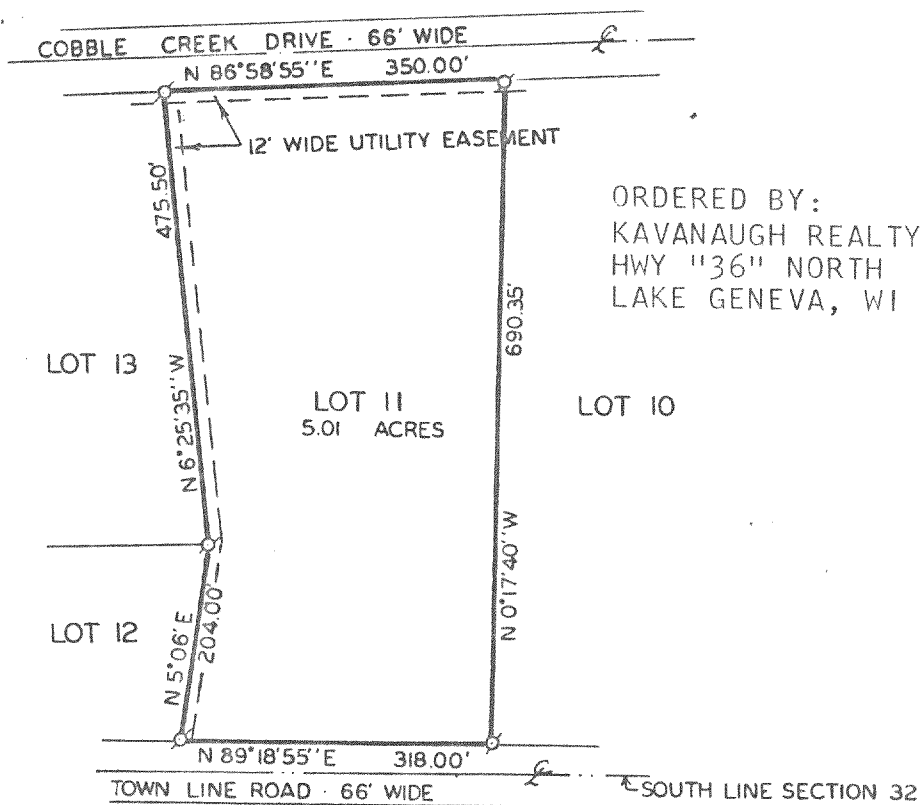 COBBLE CREEK DRIVE · 66' WIDE
℄
N 86°58'55"E 350.00'
12' WIDE UTILITY EASEMENT
475.50'
ORDERED BY:
KAVANAUGH REALTY
HWY "36" NORTH
LAKE GENEVA, WI
690.35'
LOT 13
N 6°25'35"W
LOT 11
5.01 ACRES
LOT 10
N 0°17'40"W
LOT 12
N 5°06'E
204.00'
N 89°18'55"E 318.00'
℄
TOWN LINE ROAD · 66' WIDE
SOUTH LINE SECTION 32